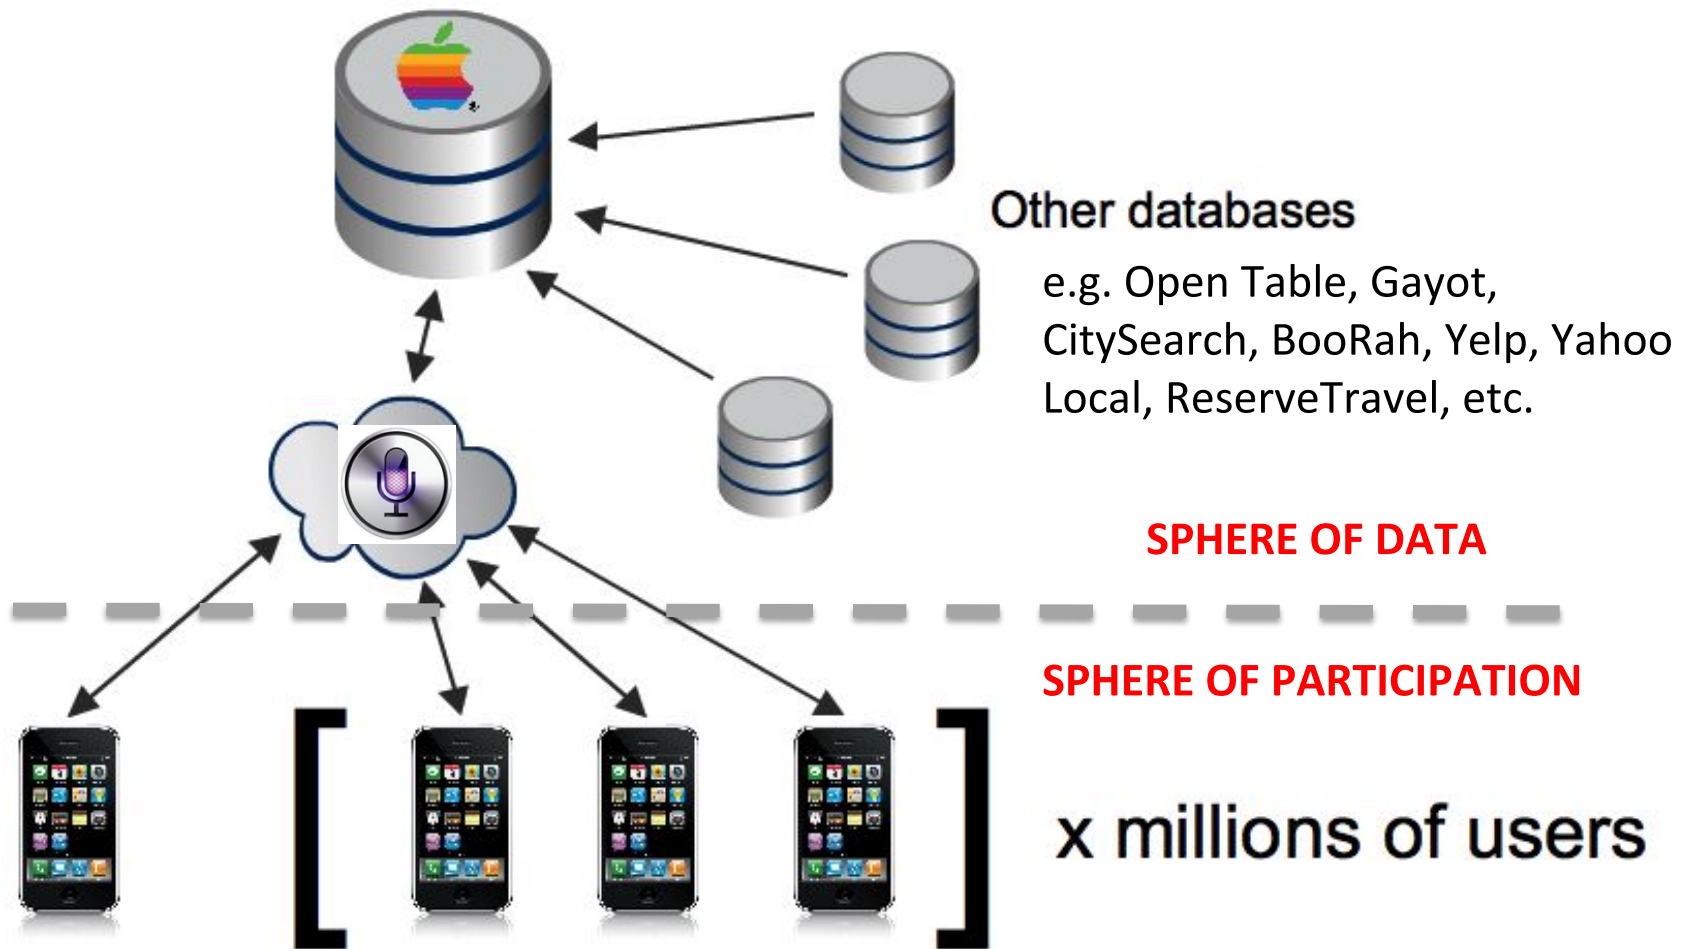 Other databases
e.g. Open Table, Gayot,
CitySearch, BooRah, Yelp, Yahoo
Local, ReserveTravel, etc.
SPHERE OF DATA
SPHERE OF PARTICIPATION
x millions of users